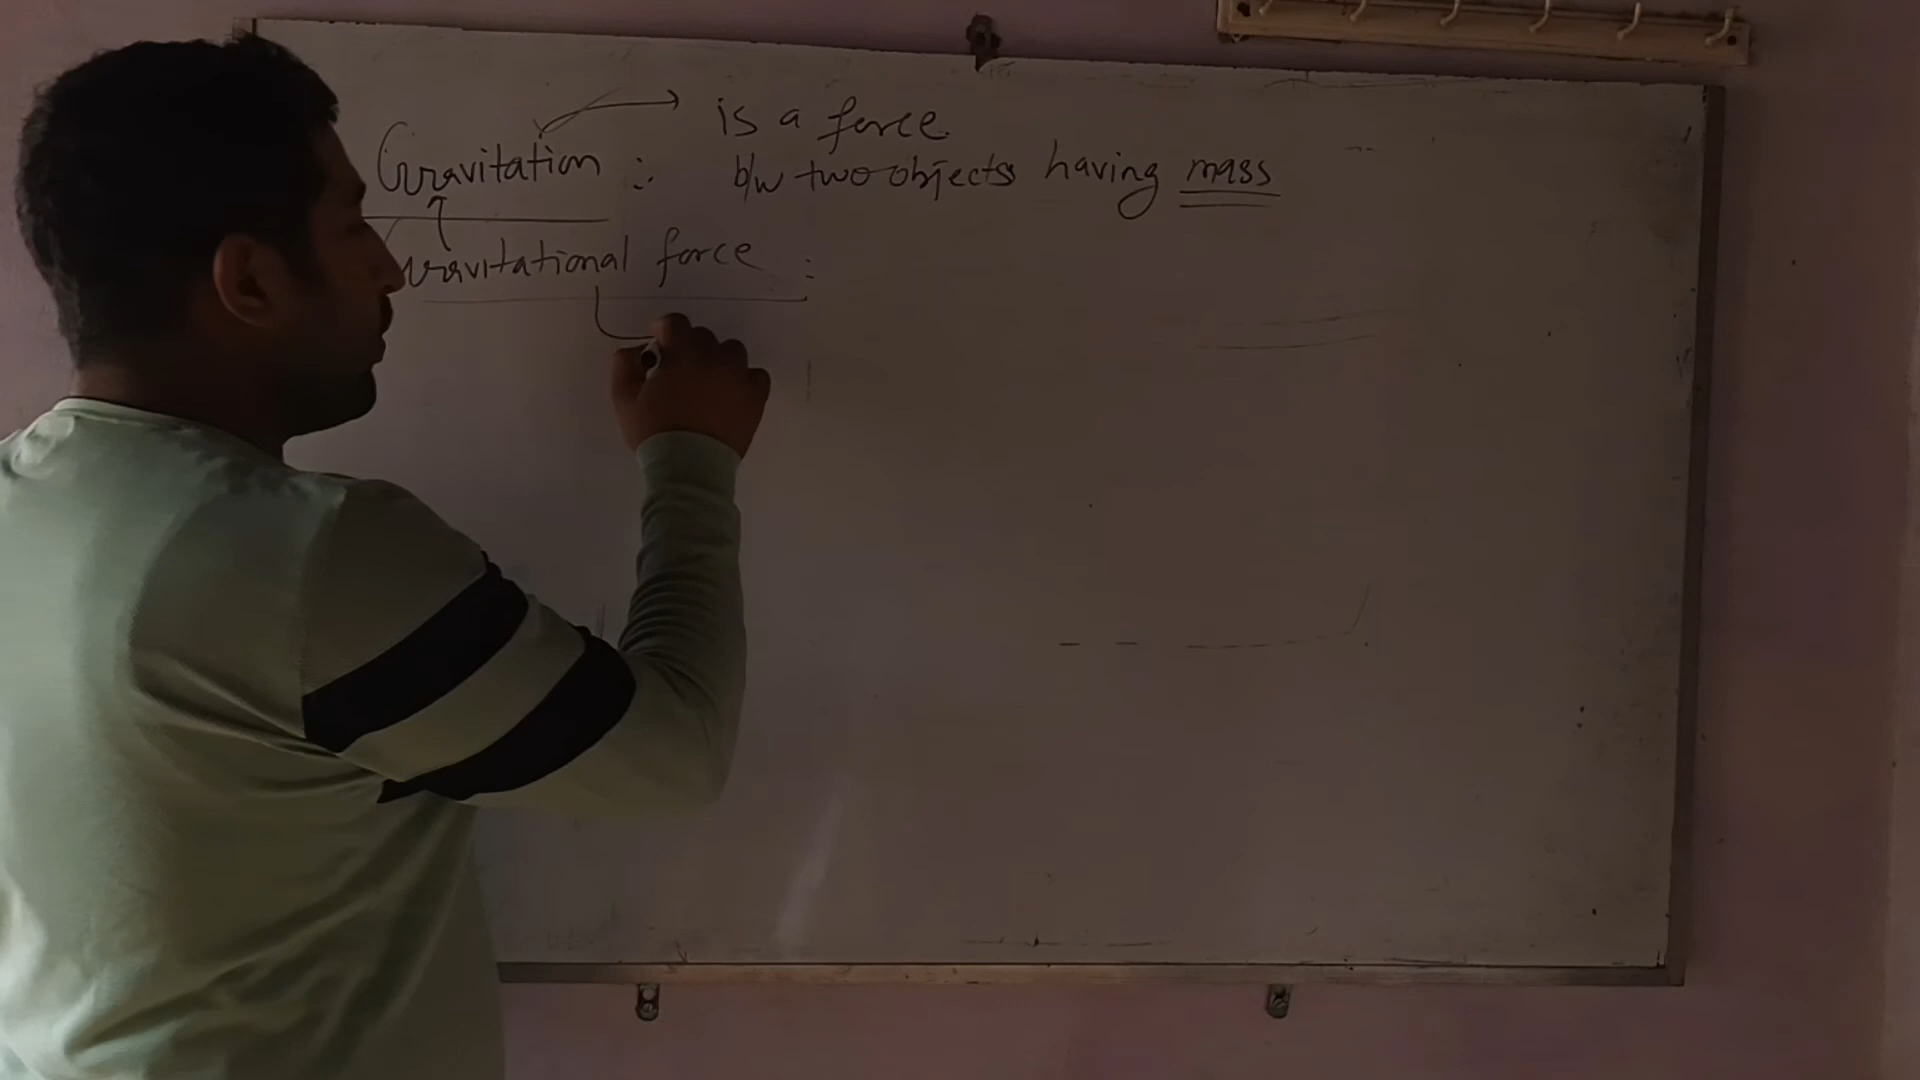 is a force.
Gravitation : b/w two objects having mass
Gravitational force :